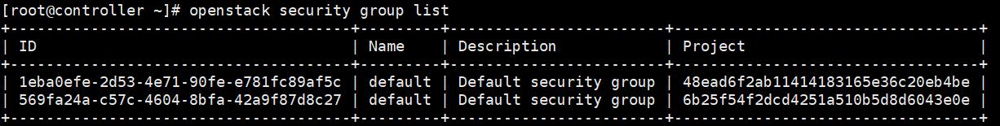 [root@controller ~]# openstack security group list
+--------------------------------------+---------+------------------------+----------------------------------+
| ID | Name | Description | Project |
+--------------------------------------+---------+------------------------+----------------------------------+
| 1eba0efe-2d53-4e71-90fe-e781fc89af5c | default | Default security group | 48ead6f2ab11414183165e36c20eb4be |
| 569fa24a-c57c-4604-8bfa-42a9f87d8c27 | default | Default security group | 6b25f54f2dcd4251a510b5d8d6043e0e |
+--------------------------------------+---------+------------------------+----------------------------------+